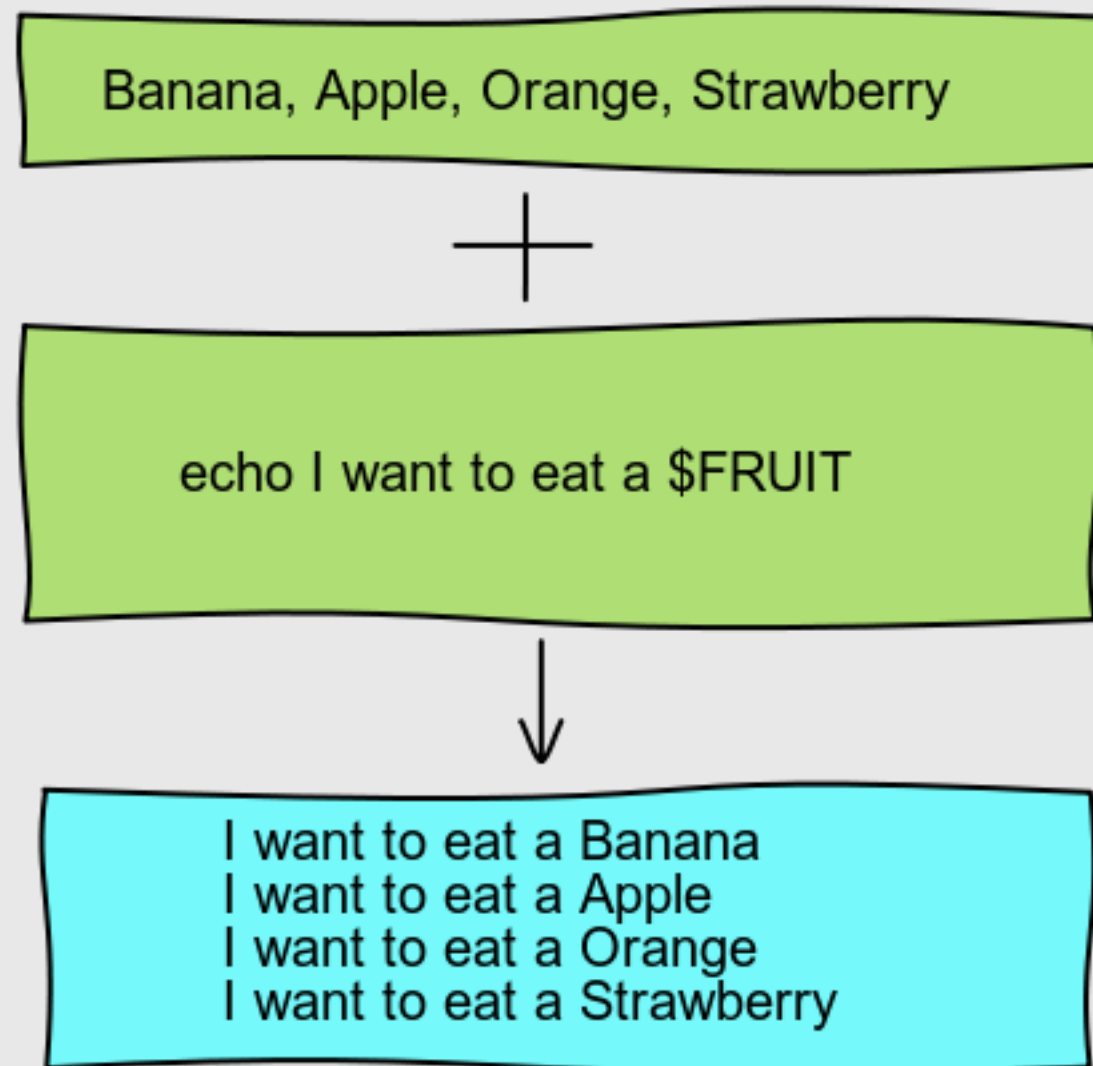 Banana, Apple, Orange, Strawberry
echo I want to eat a $FRUIT
I want to eat a Banana
I want to eat a Apple
I want to eat a Orange
I want to eat a Strawberry